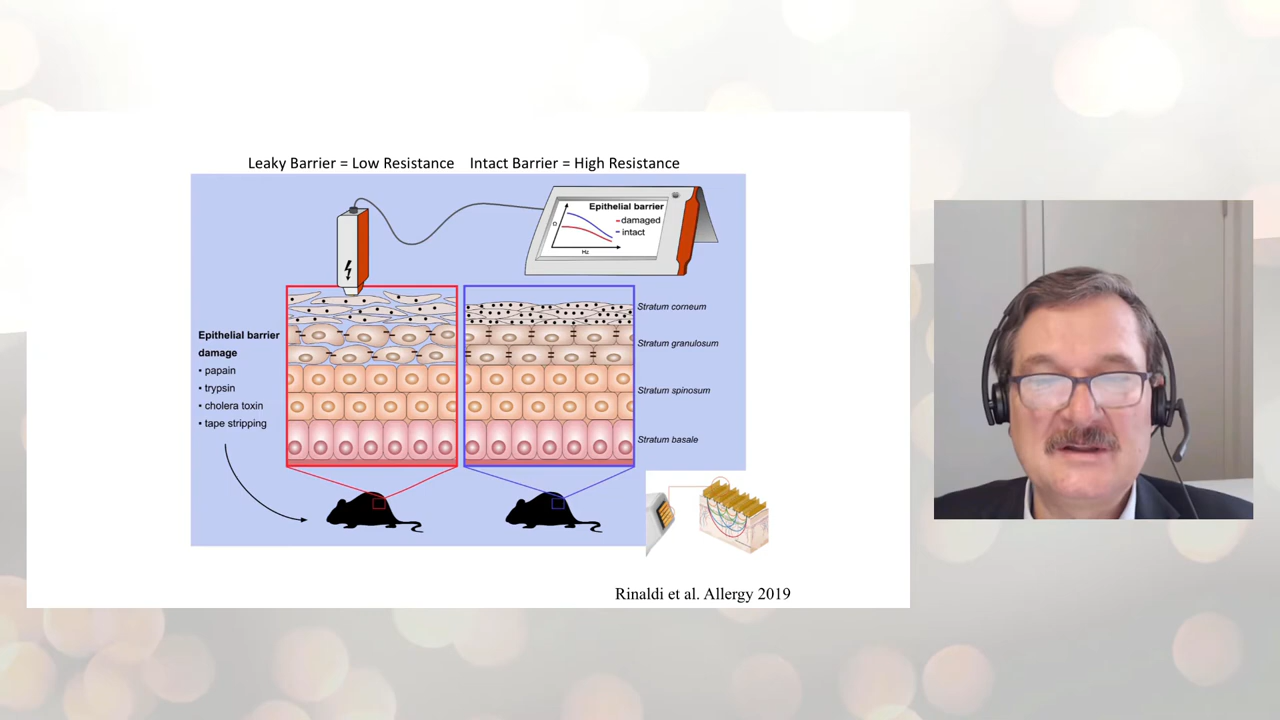 Leaky Barrier = Low Resistance Intact Barrier = High Resistance
Epithelial barrier
damaged
intact
Ω
Hz
Stratum corneum
Stratum granulosum
Stratum spinosum
Stratum basale
Epithelial barrier
damage
• papain
• trypsin
• cholera toxin
• tape stripping
Rinaldi et al. Allergy 2019